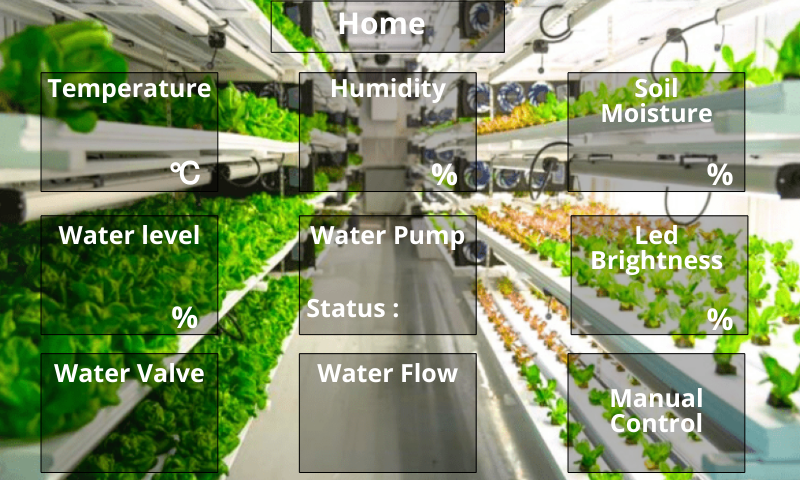 Home
Temperature
℃
Humidity
%
Soil
Moisture
%
Water level
%
Water Pump
Status :
Led
Brightness
%
Water Valve
Water Flow
Manual
Control